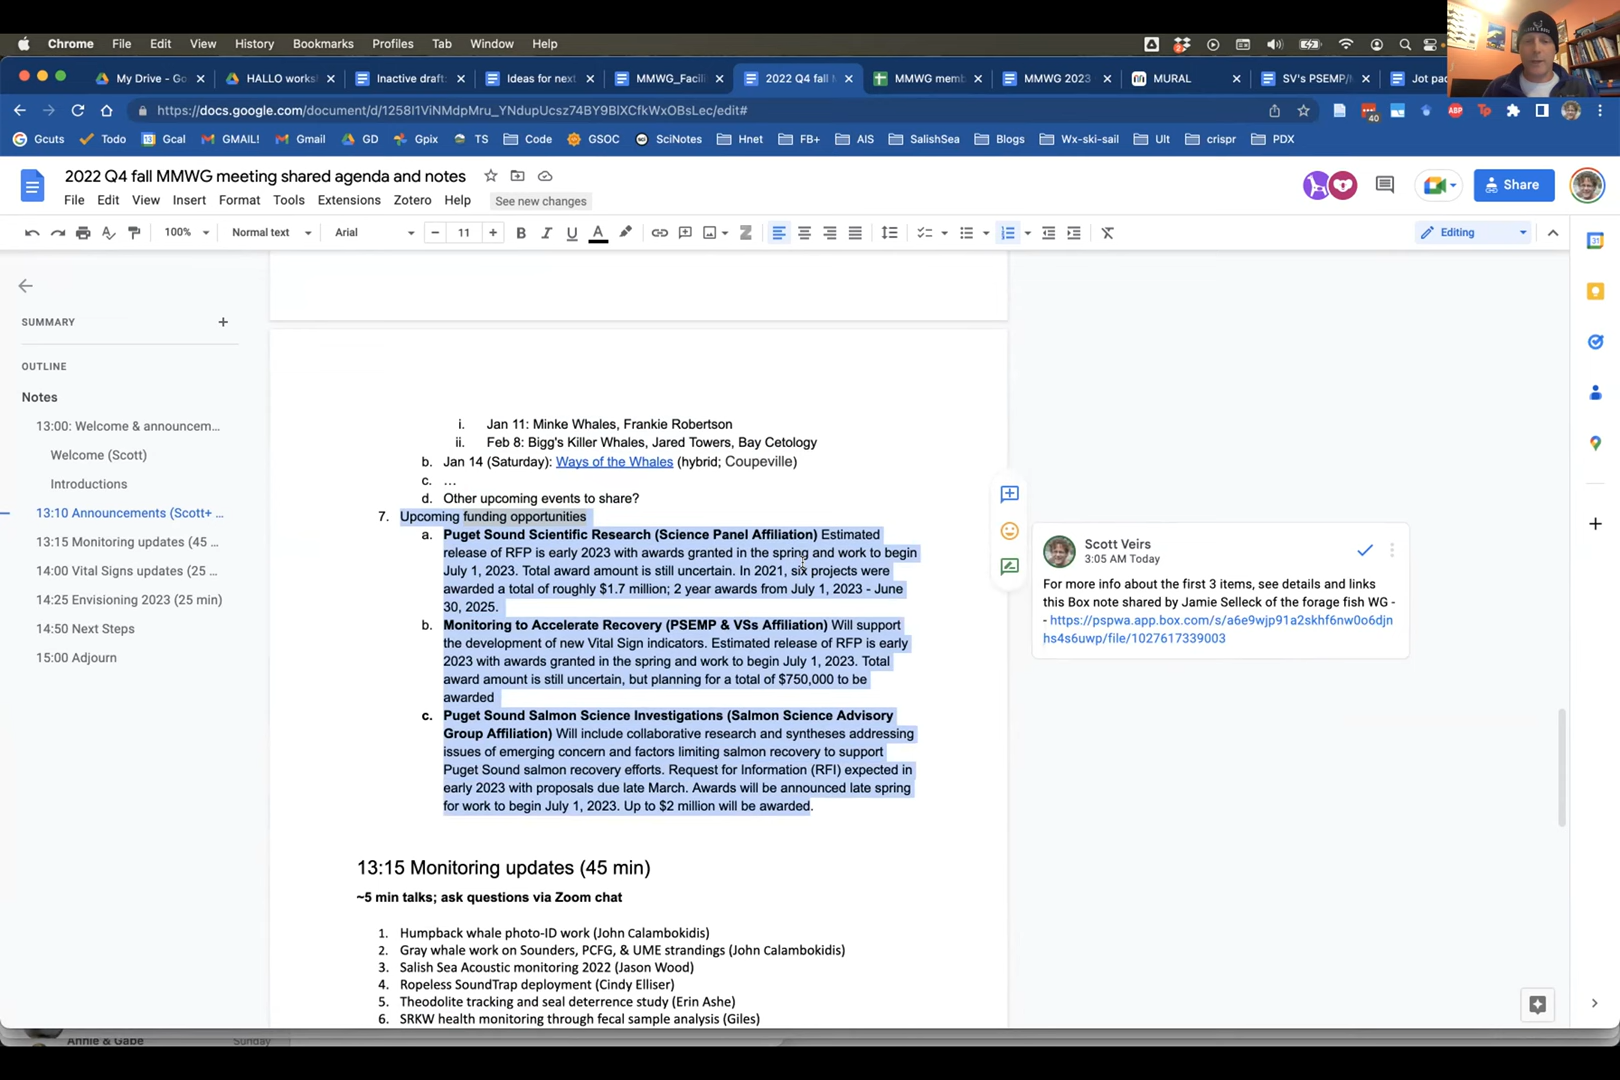 Chrome File Edit View History Bookmarks Profiles Tab Window Help
My Drive - Go HALLO worksh Inactive draft: Ideas for next MMWG_Facili 2022 Q4 fall MMWG memb MMWG 2023 MURAL SV's PSEMP/ Jot pac
https://docs.google.com/document/d/1258I1ViNMdpMru_YNdupUcsz74BY9BlXCfkWxOBsLec/edit#
Gcuts Todo Gcal GMAIL! Gmail GD Gpix TS Code GSOC SciNotes Hnet FB+ AIS SalishSea Blogs Wx-ski-sail Ult crispr PDX
2022 Q4 fall MMWG meeting shared agenda and notes
File Edit View Insert Format Tools Extensions Zotero Help See new changes
Share
100% Normal text Arial 11 Editing
SUMMARY
OUTLINE
Notes
13:00: Welcome & announcem...
Welcome (Scott)
Introductions
13:10 Announcements (Scott+ ...
13:15 Monitoring updates (45 ...
14:00 Vital Signs updates (25 ...
14:25 Envisioning 2023 (25 min)
14:50 Next Steps
15:00 Adjourn
i. Jan 11: Minke Whales, Frankie Robertson
ii. Feb 8: Bigg's Killer Whales, Jared Towers, Bay Cetology
b. Jan 14 (Saturday): Ways of the Whales (hybrid; Coupeville)
c. ...
d. Other upcoming events to share?
7. Upcoming funding opportunities
a. Puget Sound Scientific Research (Science Panel Affiliation) Estimated
release of RFP is early 2023 with awards granted in the spring and work to begin
July 1, 2023. Total award amount is still uncertain. In 2021, six projects were
awarded a total of roughly $1.7 million; 2 year awards from July 1, 2023 - June
30, 2025.
b. Monitoring to Accelerate Recovery (PSEMP & VSs Affiliation) Will support
the development of new Vital Sign indicators. Estimated release of RFP is early
2023 with awards granted in the spring and work to begin July 1, 2023. Total
award amount is still uncertain, but planning for a total of $750,000 to be
awarded
c. Puget Sound Salmon Science Investigations (Salmon Science Advisory
Group Affiliation) Will include collaborative research and syntheses addressing
issues of emerging concern and factors limiting salmon recovery to support
Puget Sound salmon recovery efforts. Request for Information (RFI) expected in
early 2023 with proposals due late March. Awards will be announced late spring
for work to begin July 1, 2023. Up to $2 million will be awarded.
13:15 Monitoring updates (45 min)
~5 min talks; ask questions via Zoom chat
1. Humpback whale photo-ID work (John Calambokidis)
2. Gray whale work on Sounders, PCFG, & UME strandings (John Calambokidis)
3. Salish Sea Acoustic monitoring 2022 (Jason Wood)
4. Ropeless SoundTrap deployment (Cindy Elliser)
5. Theodolite tracking and seal deterrence study (Erin Ashe)
6. SRKW health monitoring through fecal sample analysis (Giles)
Scott Veirs
3:05 AM Today
For more info about the first 3 items, see details and links
this Box note shared by Jamie Selleck of the forage fish WG -
- https://pspwa.app.box.com/s/a6e9wjp91a2skhf6nw0o6djn
hs4s6uwp/file/1027617339003
Annie & Gabe Sunday